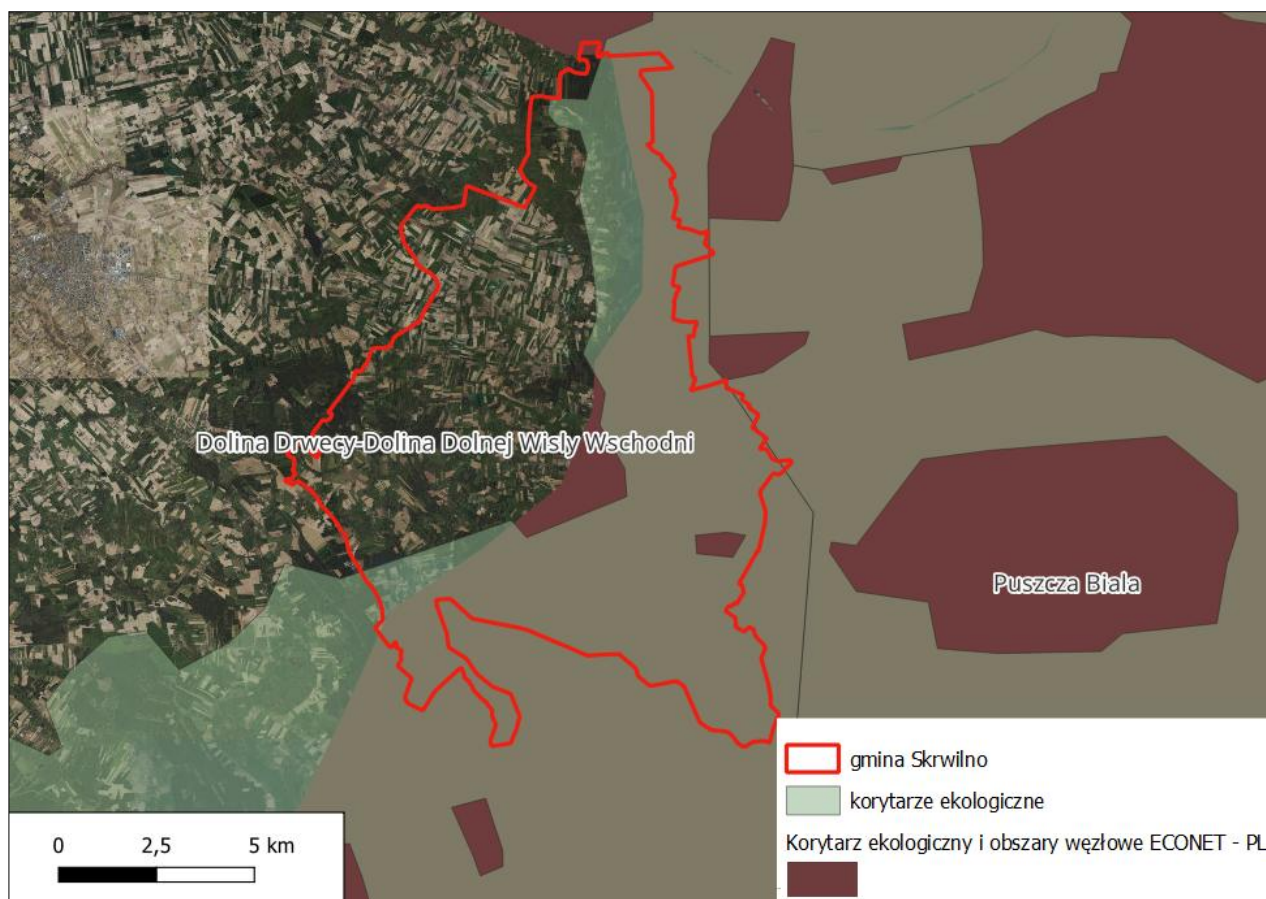 Dolina Drwecy-Dolina Dolnej Wisly Wschodni
Puszcza Biala
gmina Skrwilno
korytarze ekologiczne
Korytarz ekologiczny i obszary węzłowe ECONET - PL
0 2,5 5 km